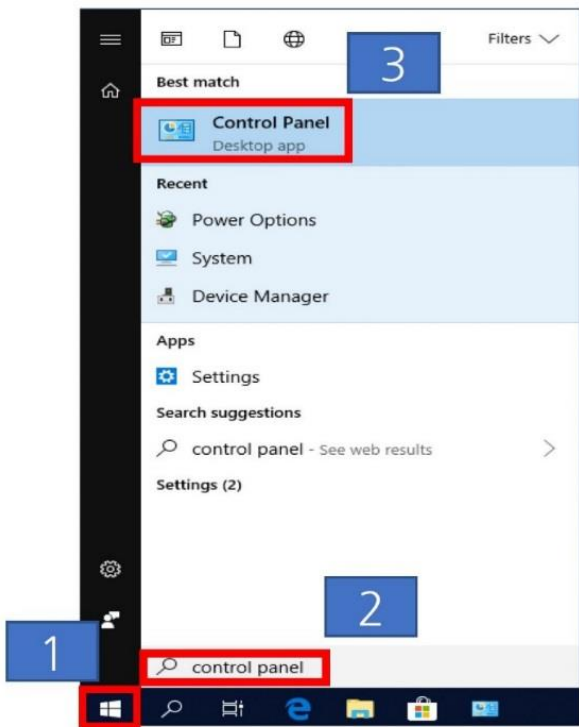 Filters
3
Best match
Control Panel
Desktop app
Recent
Power Options
System
Device Manager
Apps
Settings
Search suggestions
control panel - See web results
Settings (2)
2
1
control panel